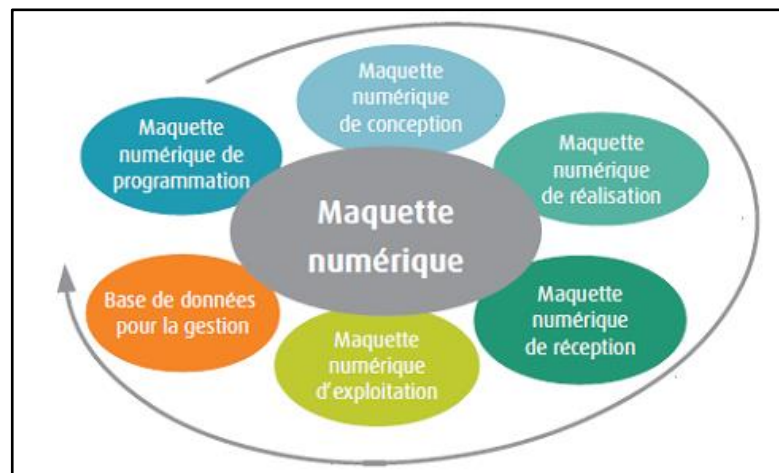 Maquette
numérique
de conception
Maquette
numérique de
programmation
Maquette
numérique
de réalisation
Maquette
numérique
Base de données
pour la gestion
Maquette
numérique
de réception
Maquette
numérique
d'exploitation